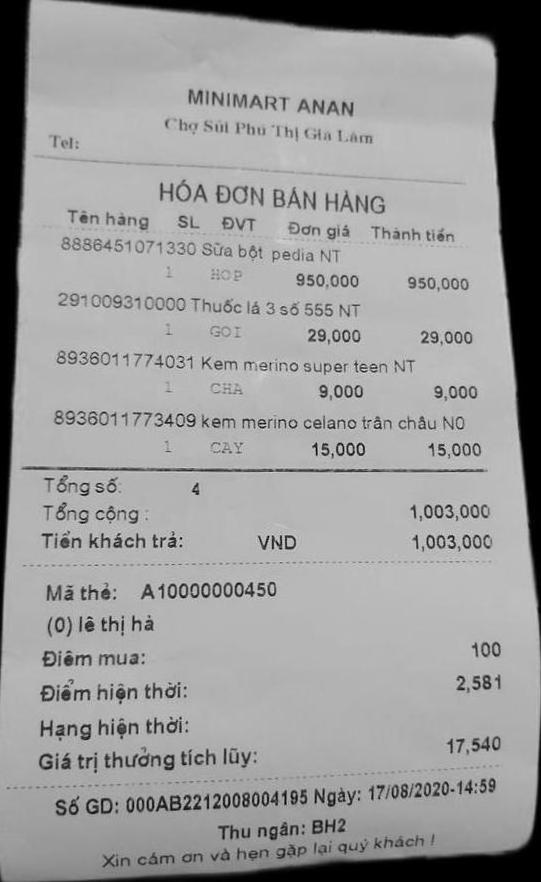 MINIMART ANAN
Chợ Sủi Phú Thị Gia Lâm
Tel:
HÓA ĐƠN BÁN HÀNG
Tên hàng SL ĐVT Đơn giá Thành tiền
8886451071330 Sữa bột pedia NT
1 HOP 950,000 950,000
291009310000 Thuốc lá 3 số 555 NT
1 GOI 29,000 29,000
8936011774031 Kem merino super teen NT
1 CHA 9,000 9,000
8936011773409 kem merino celano trân châu N0
1 CAY 15,000 15,000
Tổng số: 4
Tổng cộng : 1,003,000
Tiền khách trả: VND 1,003,000
Mã thẻ: A10000000450
(0) lê thị hà
Điểm mua: 100
Điểm hiện thời: 2,581
Hạng hiện thời:
Giá trị thưởng tích lũy: 17,540
Số GD: 000AB2212008004195 Ngày: 17/08/2020-14:59
Thu ngân: BH2
Xin cảm ơn và hẹn gặp lại quý khách !